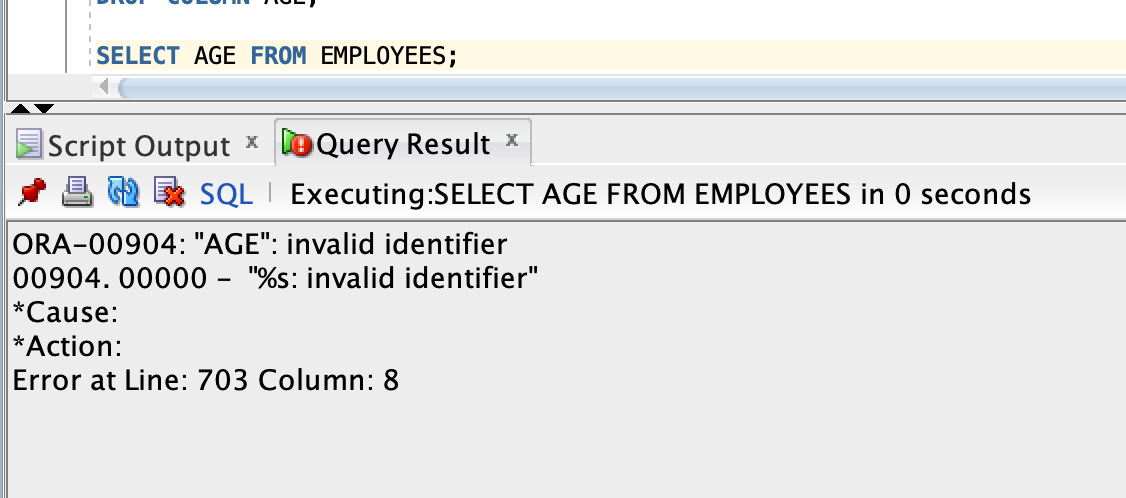 DROP COLUMN AGE;
SELECT AGE FROM EMPLOYEES;
Script Output x Query Result x
SQL Executing:SELECT AGE FROM EMPLOYEES in 0 seconds
ORA-00904: "AGE": invalid identifier
00904. 00000 - "%s: invalid identifier"
*Cause:
*Action:
Error at Line: 703 Column: 8